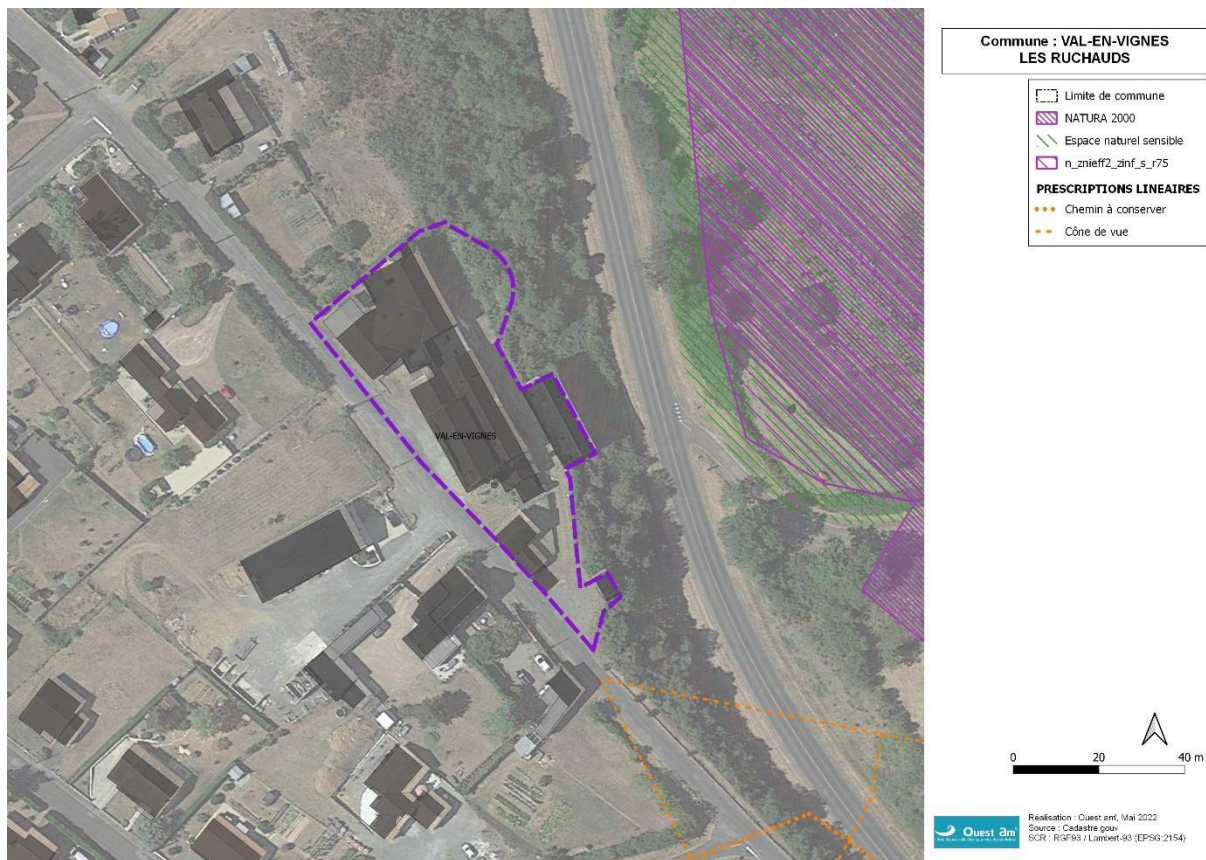 Commune : VAL-EN-VIGNES
LES RUCHAUDS
Limite de commune
NATURA 2000
Espace naturel sensible
n_znieff2_zinf_s_r75
PRESCRIPTIONS LINEAIRES
Chemin à conserver
Cône de vue
VAL-EN-VIGNES
0 20 40 m
Ouest am'
Réalisation : Ouest am', Mai 2022
Source : Cadastre.gouv
SCR : RGF93 / Lambert-93 (EPSG:2154)